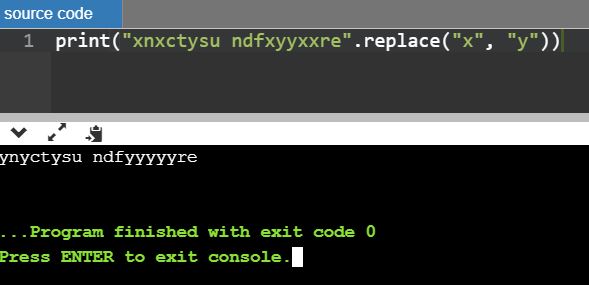 source code
1 print("xnxctysu ndfxyyxxre".replace("x", "y"))
ynyctysu ndfyyyyyre
...Program finished with exit code 0
Press ENTER to exit console.